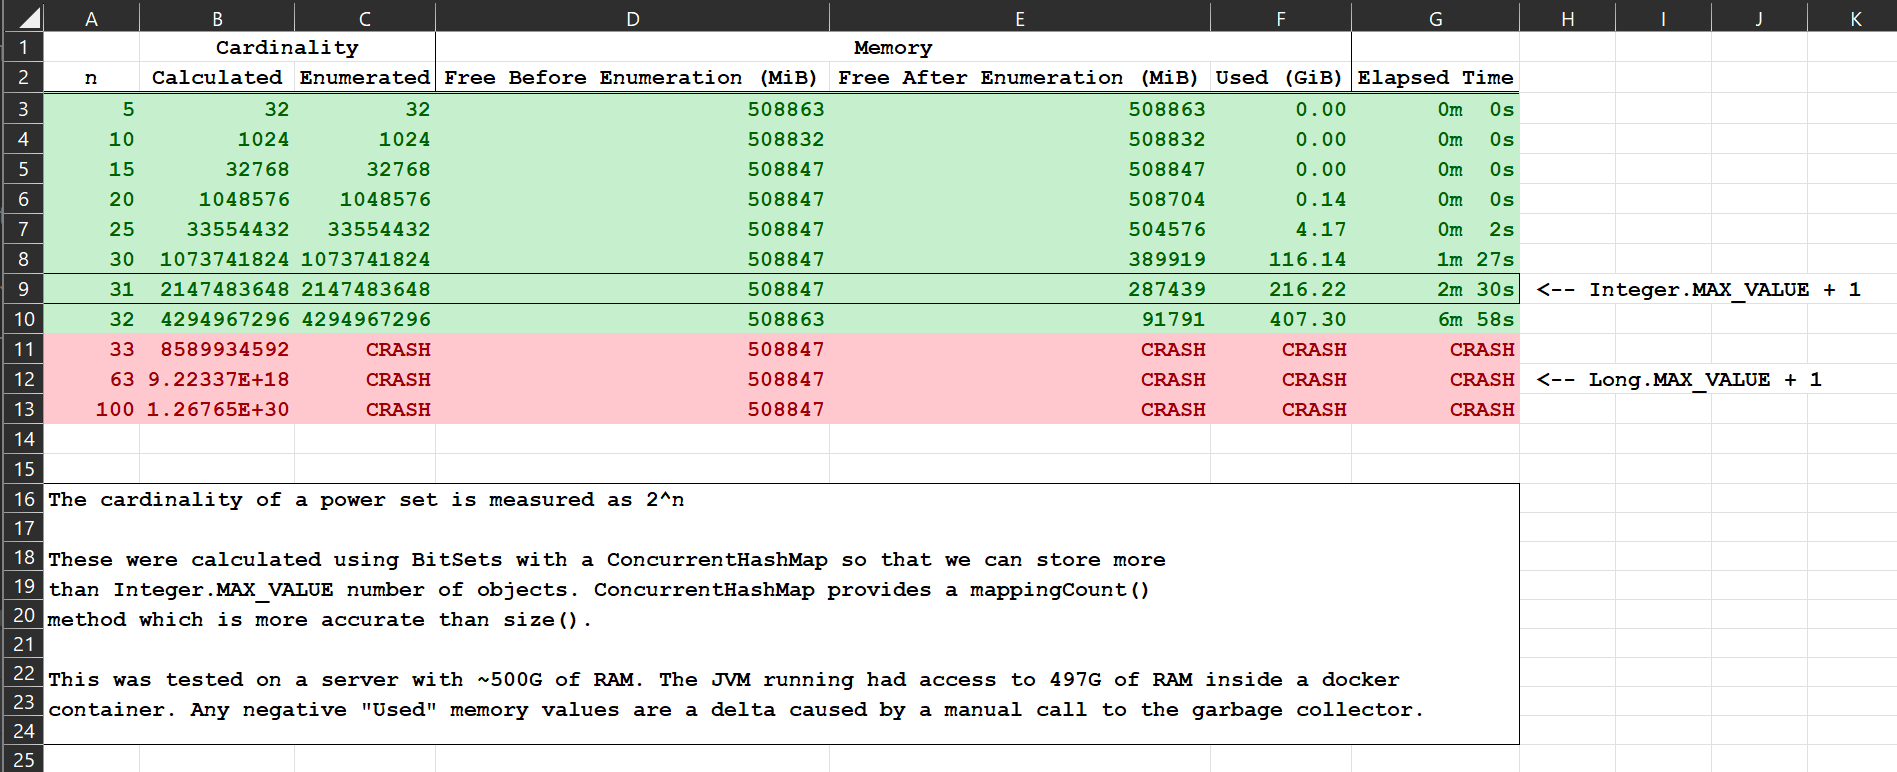 A B C D E F G H I J K
1 Cardinality Memory
2 n Calculated Enumerated Free Before Enumeration (MiB) Free After Enumeration (MiB) Used (GiB) Elapsed Time
3 5 32 32 508863 508863 0.00 0m 0s
4 10 1024 1024 508832 508832 0.00 0m 0s
5 15 32768 32768 508847 508847 0.00 0m 0s
6 20 1048576 1048576 508847 508704 0.14 0m 0s
7 25 33554432 33554432 508847 504576 4.17 0m 2s
8 30 1073741824 1073741824 508847 389919 116.14 1m 27s
9 31 2147483648 2147483648 508847 287439 216.22 2m 30s <-- Integer.MAX_VALUE + 1
10 32 4294967296 4294967296 508863 91791 407.30 6m 58s
11 33 8589934592 CRASH 508847 CRASH CRASH CRASH
12 63 9.22337E+18 CRASH 508847 CRASH CRASH CRASH <-- Long.MAX_VALUE + 1
13 100 1.26765E+30 CRASH 508847 CRASH CRASH CRASH
14
15
16 The cardinality of a power set is measured as 2^n
17
18 These were calculated using BitSets with a ConcurrentHashMap so that we can store more
19 than Integer.MAX_VALUE number of objects. ConcurrentHashMap provides a mappingCount()
20 method which is more accurate than size().
21
22 This was tested on a server with ~500G of RAM. The JVM running had access to 497G of RAM inside a docker
23 container. Any negative "Used" memory values are a delta caused by a manual call to the garbage collector.
24
25